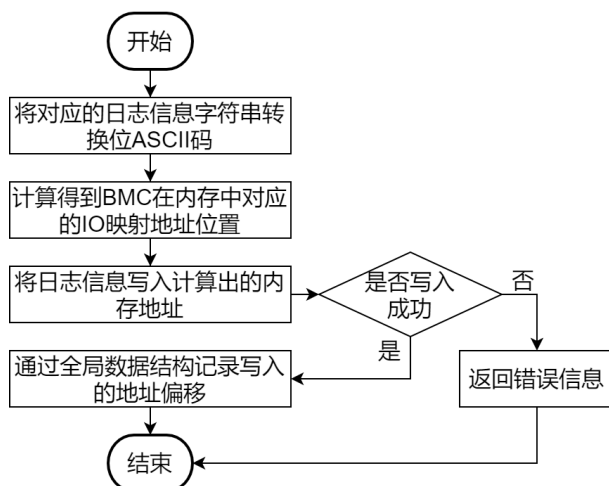 开始
将对应的日志信息字符串转
换位ASCII码
计算得到BMC在内存中对应
的IO映射地址位置
将日志信息写入计算出的内
存地址
是否写入
成功
否
是
通过全局数据结构记录写入
的地址偏移
返回错误信息
结束